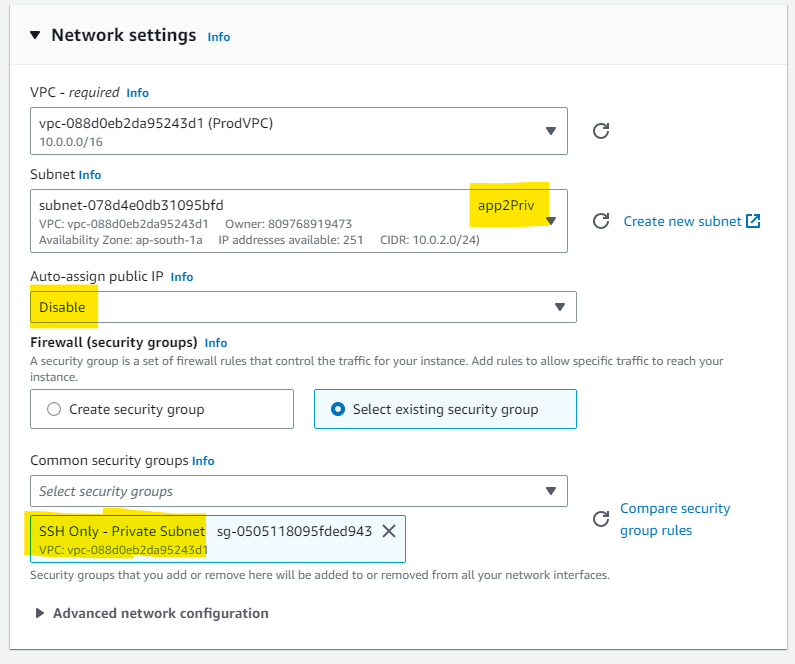 Network settings Info
VPC - required Info
vpc-088d0eb2da95243d1 (ProdVPC)
10.0.0.0/16
Subnet Info
subnet-078d4e0db31095bfd app2Priv
VPC: vpc-088d0eb2da95243d1 Owner: 809768919473
Availability Zone: ap-south-1a IP addresses available: 251 CIDR: 10.0.2.0/24)
Create new subnet
Auto-assign public IP Info
Disable
Firewall (security groups) Info
A security group is a set of firewall rules that control the traffic for your instance. Add rules to allow specific traffic to reach your
instance.
Create security group
Select existing security group
Common security groups Info
Select security groups
SSH Only - Private Subnet sg-0505118095fded943
VPC: vpc-088d0eb2da95243d1
Compare security
group rules
Security groups that you add or remove here will be added to or removed from all your network interfaces.
Advanced network configuration